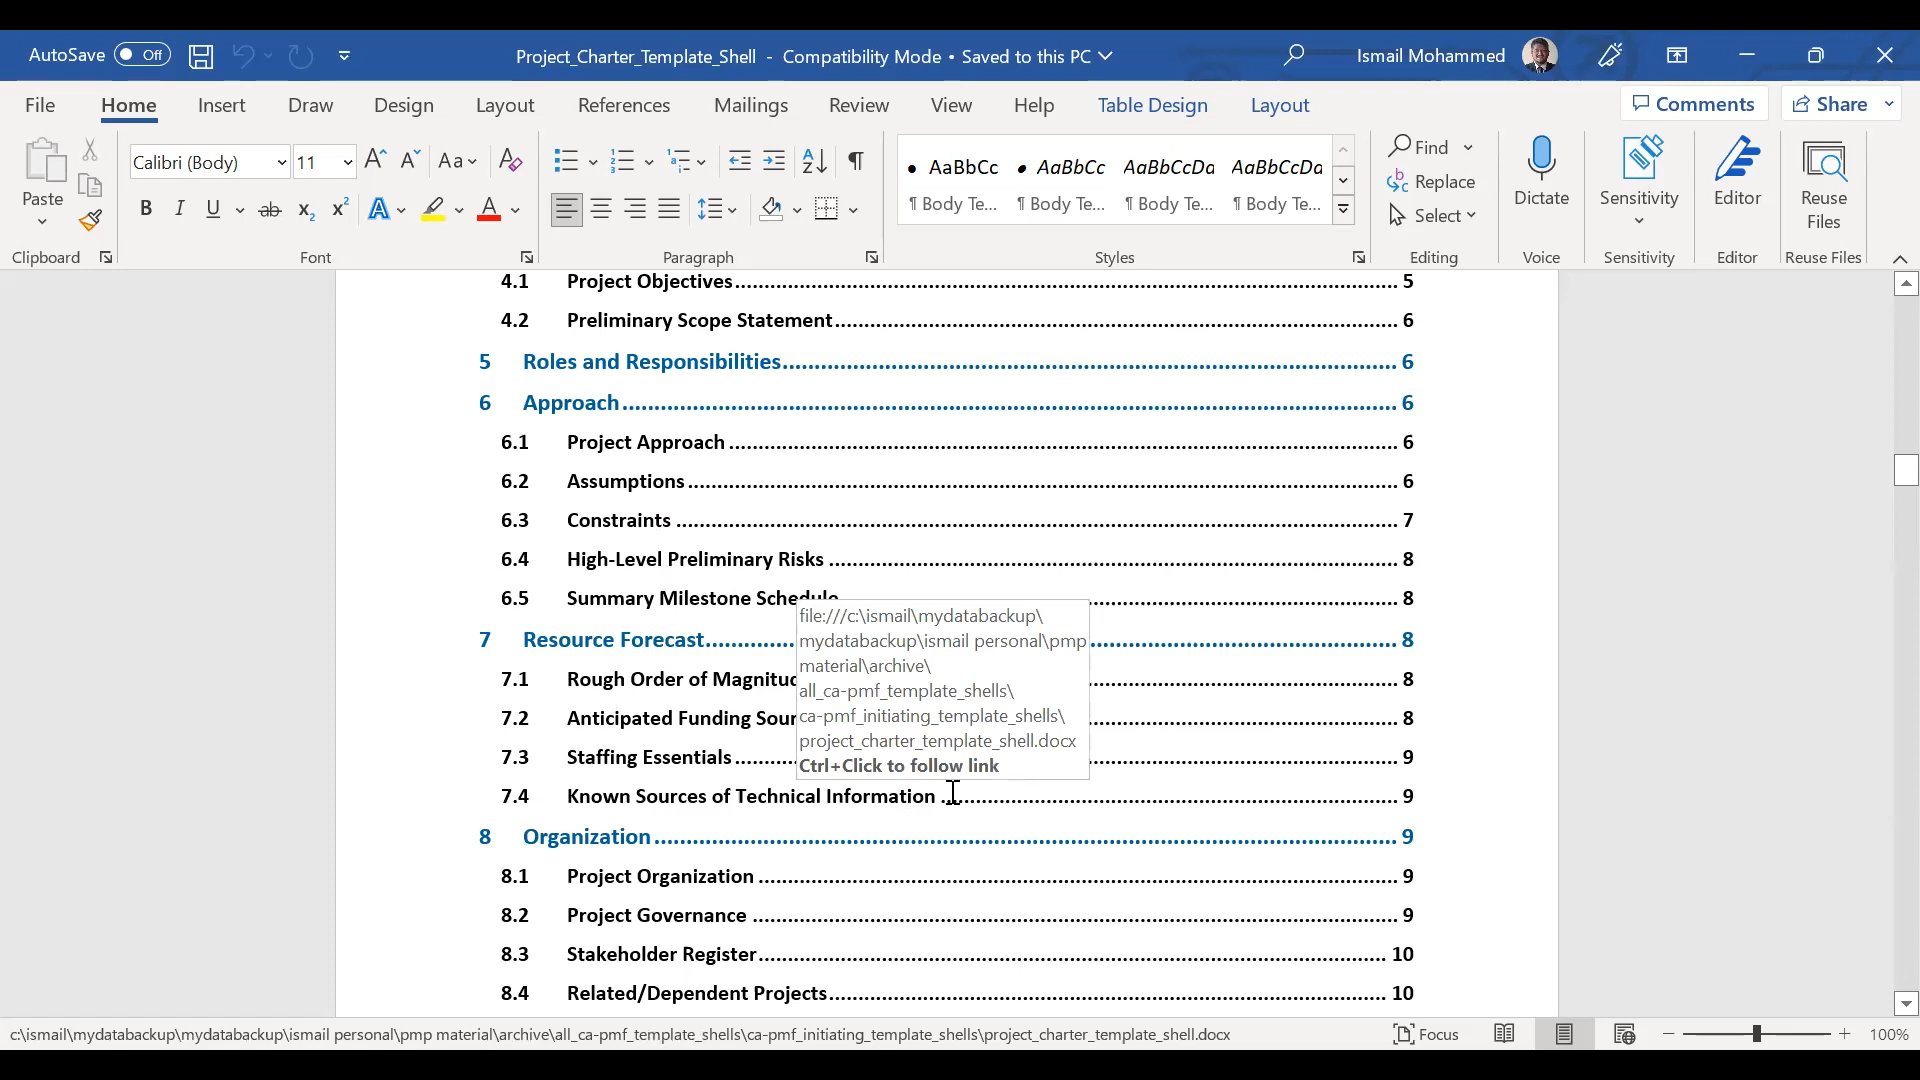 AutoSave Off Project_Charter_Template_Shell - Compatibility Mode • Saved to this PC Ismail Mohammed
File Home Insert Draw Design Layout References Mailings Review View Help Table Design Layout Comments Share
Paste
Clipboard
Calibri (Body) 11
Font
Paragraph
AaBbCc AaBbCc AaBbCcDd AaBbCcDd
¶ Body Te... ¶ Body Te... ¶ Body Te... ¶ Body Te...
Styles
Find
Replace
Select
Editing
Dictate
Voice
Sensitivity
Sensitivity
Editor
Editor
Reuse
Files
Reuse Files
4.1 Project Objectives 5
4.2 Preliminary Scope Statement 6
5 Roles and Responsibilities 6
6 Approach 6
6.1 Project Approach 6
6.2 Assumptions 6
6.3 Constraints 7
6.4 High-Level Preliminary Risks 8
6.5 Summary Milestone Schedule 8
7 Resource Forecast 8
7.1 Rough Order of 8
7.2 Anticipated Funding 8
7.3 Staffing Essentials 9
7.4 Known Sources of Technical Information 9
8 Organization 9
8.1 Project Organization 9
8.2 Project Governance 9
8.3 Stakeholder Register 10
8.4 Related/Dependent Projects 10
file:///c:\ismail\mydatabackup\
mydatabackup\ismail personal\pmp
material\archive\
all_ca-pmf_template_shells\
ca-pmf_initiating_template_shells\
project_charter_template_shell.docx
Ctrl+Click to follow link
c:\ismail\mydatabackup\mydatabackup\ismail personal\pmp material\archive\all_ca-pmf_template_shells\ca-pmf_initiating_template_shells\project_charter_template_shell.docx Focus 100%